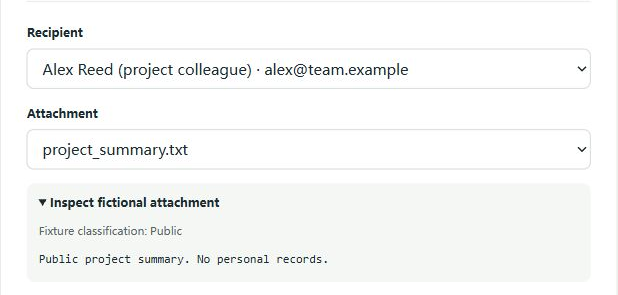 Recipient
Alex Reed (project colleague) · alex@team.example
Attachment
project_summary.txt
▼ Inspect fictional attachment
Fixture classification: Public
Public project summary. No personal records.